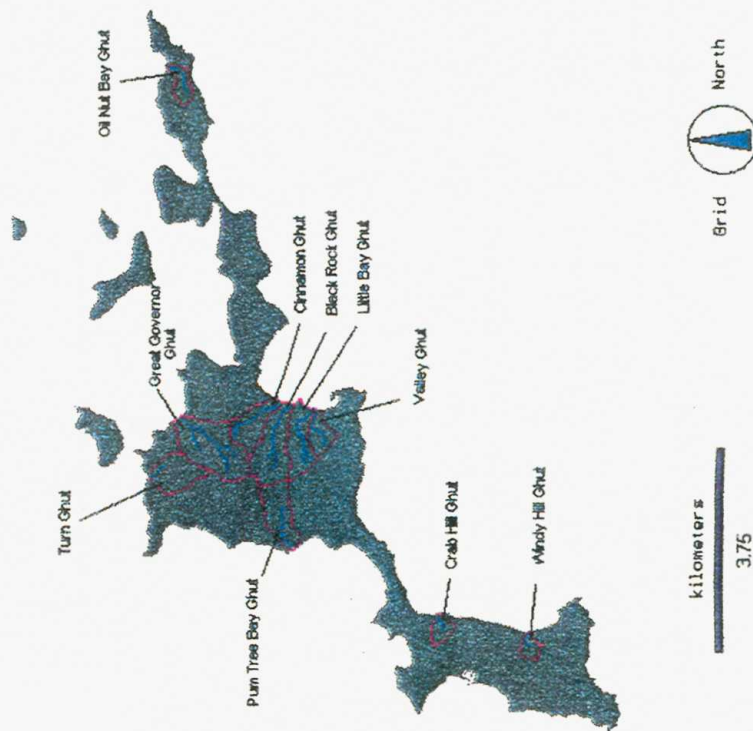 Oil Nut Bay Ghut
Great Governor
Ghut
Turn Ghut
Cinnamon Ghut
Black Rock Ghut
Little Bay Ghut
Valley Ghut
Pum Tree Bay Ghut
Crab Hill Ghut
Windy Hill Ghut
kilometers
3.75
Grid
North